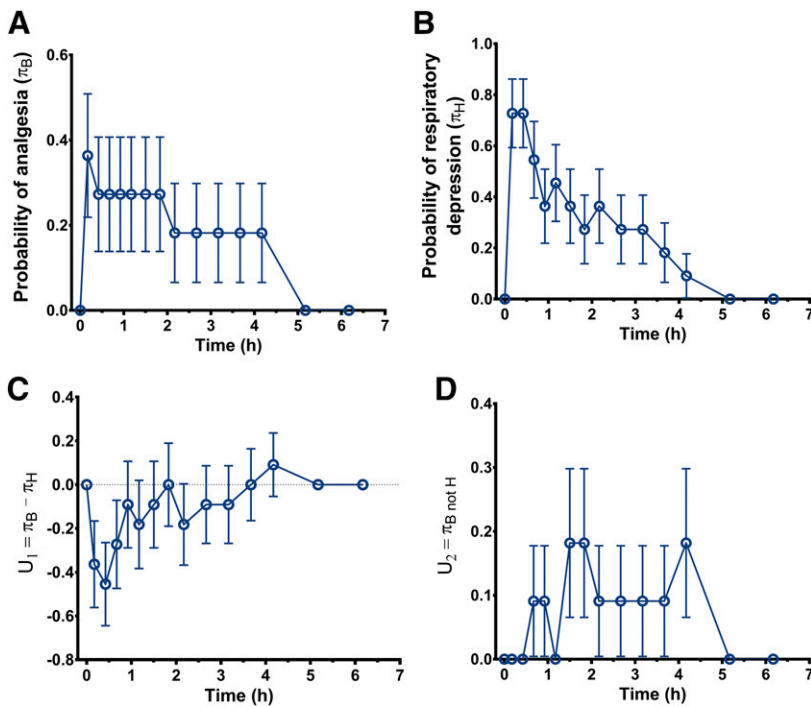 A
Probability of analgesia (πB)
0.6
0.4
0.2
0.0
0 1 2 3 4 5 6 7
Time (h)
B
Probability of respiratory
depression (πH)
1.0
0.8
0.6
0.4
0.2
0.0
0 1 2 3 4 5 6 7
Time (h)
C
U1 = πB − πH
0.4
0.2
0.0
-0.2
-0.4
-0.6
-0.8
0 1 2 3 4 5 6 7
Time (h)
D
U2 = πB not H
0.4
0.3
0.2
0.1
0.0
0 1 2 3 4 5 6 7
Time (h)